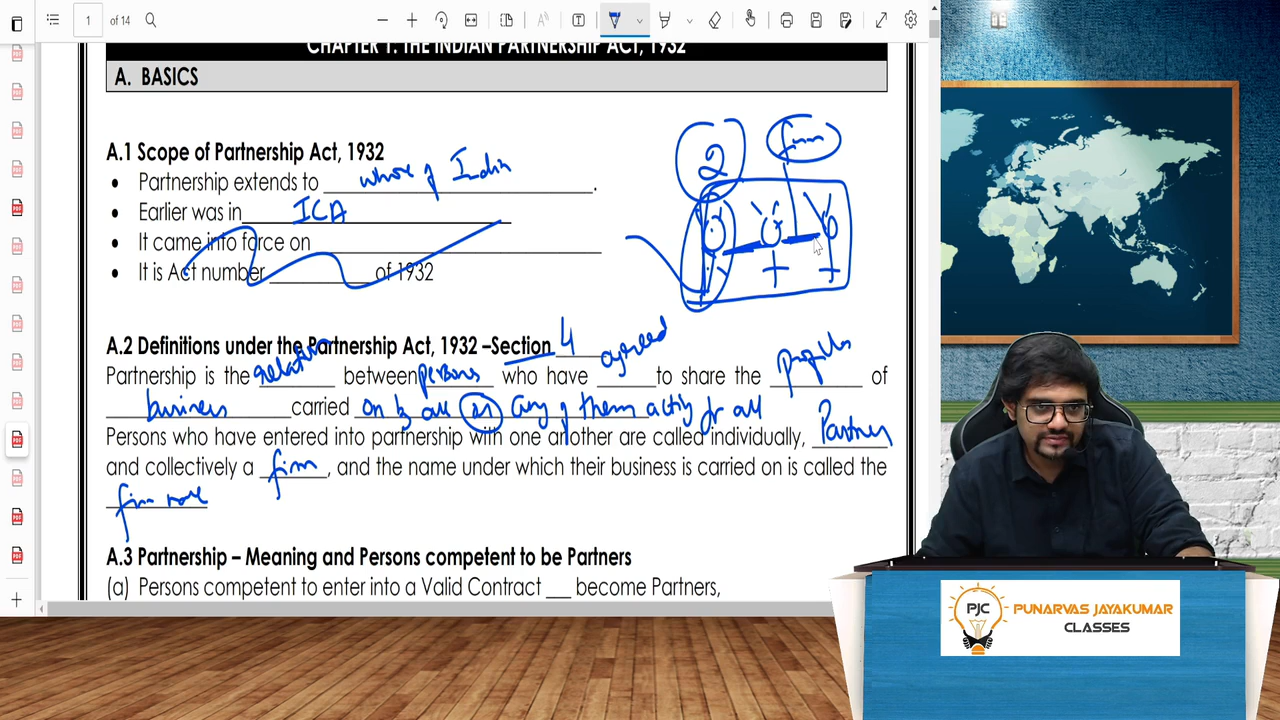 1 of 14
CHAPTER 1. THE INDIAN PARTNERSHIP ACT, 1932
A. BASICS
2 firm
A.1 Scope of Partnership Act, 1932
• Partnership extends to whole of India.
• Earlier was in ICA
• It came into force on
• It is Act number of 1932
A.2 Definitions under the Partnership Act, 1932 –Section 4
Partnership is the relation between persons who have agreed to share the profits of
business carried on by all or any of them acting for all
Persons who have entered into partnership with one another are called individually, Partner
and collectively a firm, and the name under which their business is carried on is called the
firm name
A.3 Partnership – Meaning and Persons competent to be Partners
(a) Persons competent to enter into a Valid Contract ___ become Partners,
PJC PUNARVAS JAYAKUMAR
CLASSES